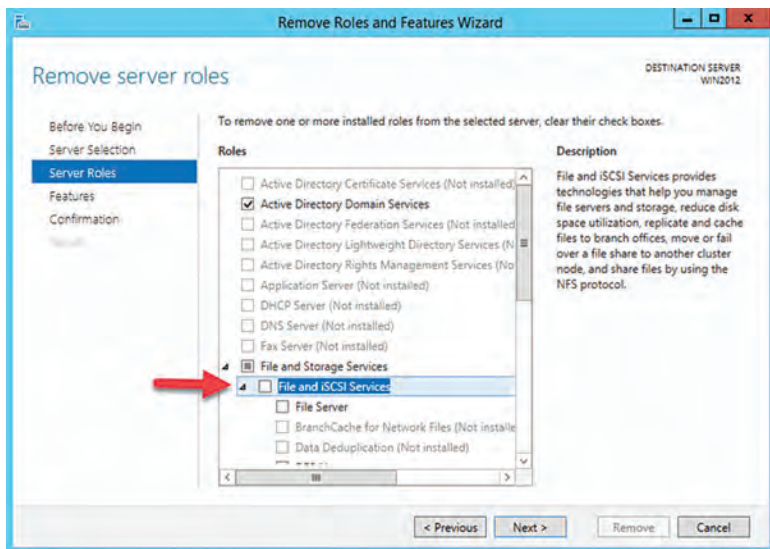 Remove Roles and Features Wizard
Remove server roles
DESTINATION SERVER
WIN2012
Before You Begin
Server Selection
Server Roles
Features
Confirmation
To remove one or more installed roles from the selected server, clear their check boxes.
Roles
Active Directory Certificate Services (Not installed)
Active Directory Domain Services
Active Directory Federation Services (Not installed
Active Directory Lightweight Directory Services (N
Active Directory Rights Management Services (No
Application Server (Not installed)
DHCP Server (Not installed)
DNS Server (Not installed)
Fax Server (Not installed)
File and Storage Services
File and iSCSI Services
File Server
BranchCache for Network Files (Not installe
Data Deduplication (Not installed)
Description
File and iSCSI Services provides
technologies that help you manage
file servers and storage, reduce disk
space utilization, replicate and cache
files to branch offices, move or fail
over a file share to another cluster
node, and share files by using the
NFS protocol.
< Previous
Next >
Remove
Cancel